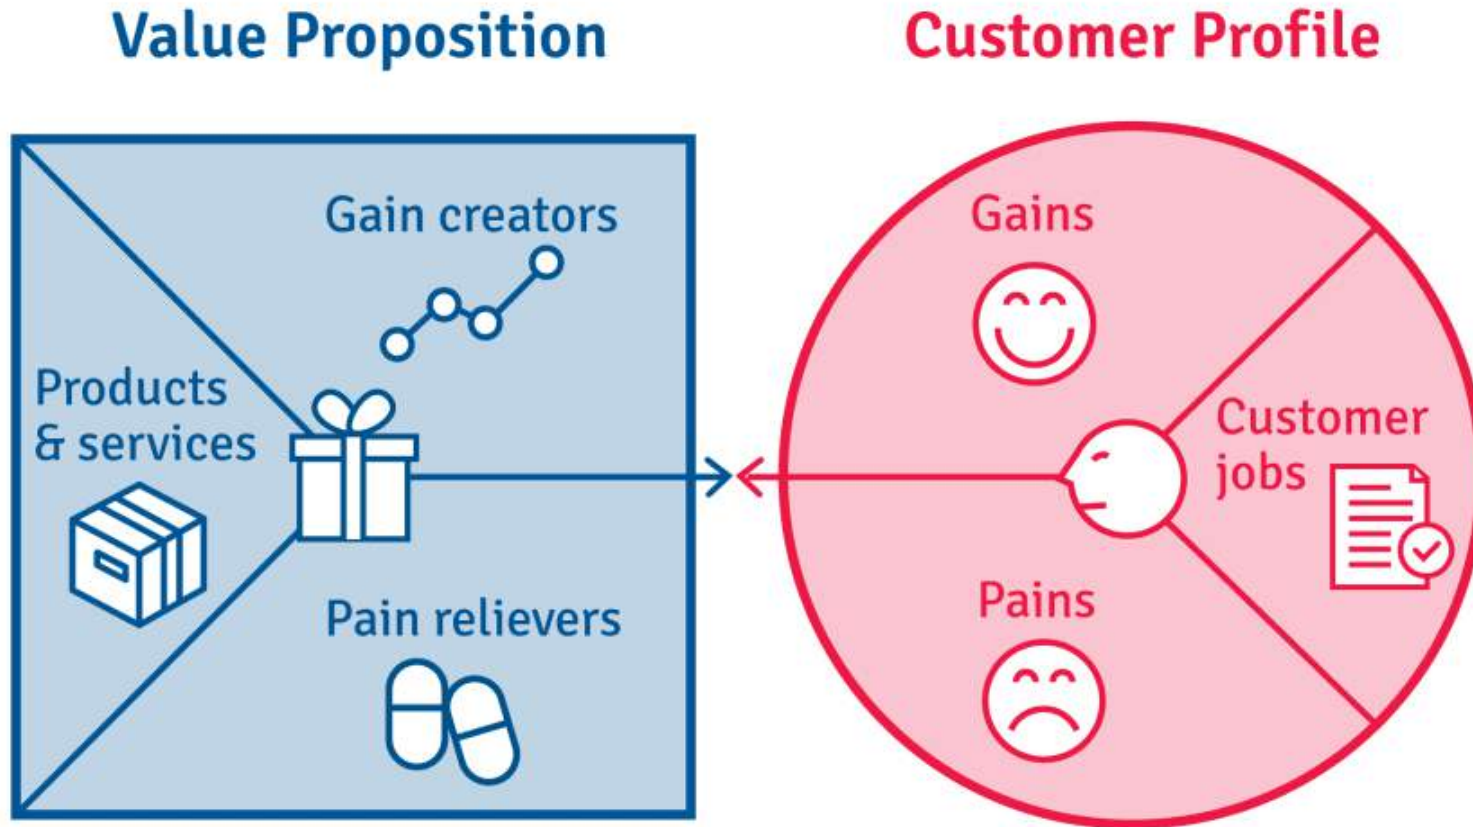 Value Proposition
Customer Profile
Gain creators
Products
& services
Pain relievers
Gains
Customer
jobs
Pains